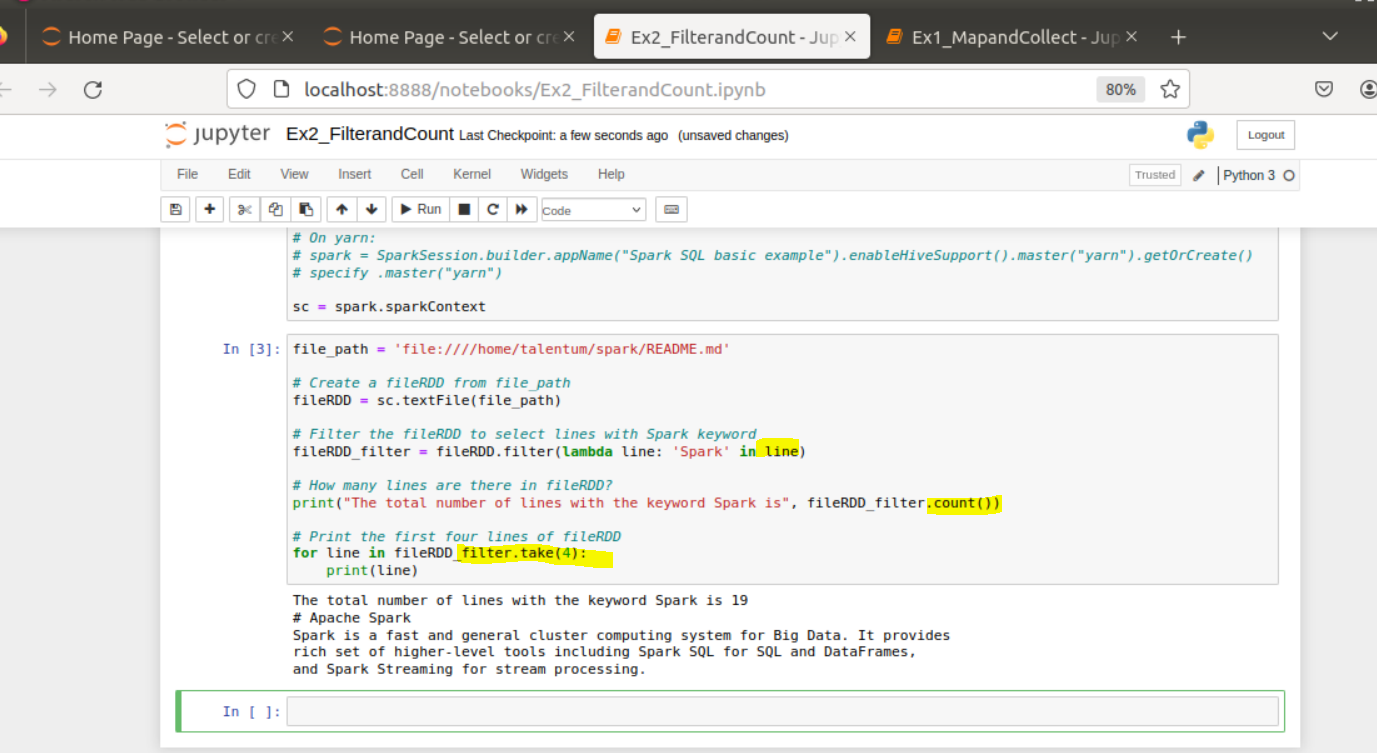 Home Page - Select or cre
Home Page - Select or cre
Ex2_FilterandCount - Jup
Ex1_MapandCollect - Jup
localhost:8888/notebooks/Ex2_FilterandCount.ipynb
80%
jupyter Ex2_FilterandCount Last Checkpoint: a few seconds ago (unsaved changes)
Logout
File Edit View Insert Cell Kernel Widgets Help
Trusted
Python 3
Run
Code
# On yarn:
# spark = SparkSession.builder.appName("Spark SQL basic example").enableHiveSupport().master("yarn").getOrCreate()
# specify .master("yarn")
sc = spark.sparkContext
In [3]: file_path = 'file:////home/talentum/spark/README.md'
# Create a fileRDD from file_path
fileRDD = sc.textFile(file_path)
# Filter the fileRDD to select lines with Spark keyword
fileRDD_filter = fileRDD.filter(lambda line: 'Spark' in line)
# How many lines are there in fileRDD?
print("The total number of lines with the keyword Spark is", fileRDD_filter.count())
# Print the first four lines of fileRDD
for line in fileRDD_filter.take(4):
print(line)
The total number of lines with the keyword Spark is 19
# Apache Spark
Spark is a fast and general cluster computing system for Big Data. It provides
rich set of higher-level tools including Spark SQL for SQL and DataFrames,
and Spark Streaming for stream processing.
In [ ]: